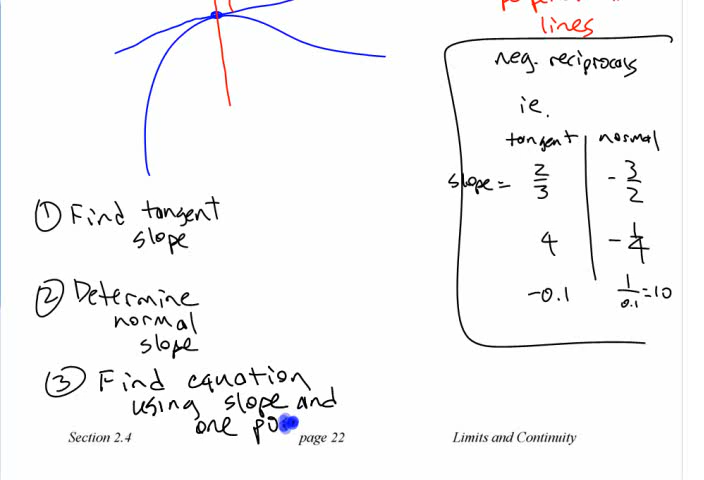 lines
neg. reciprocals
ie.
tangent | normal
slope = 2/3 | - 3/2
4 | - 1/4
-0.1 | 1/0.1 = 10
① Find tangent
slope
② Determine
normal
slope
③ Find equation
using slope and
one po
Section 2.4 page 22 Limits and Continuity